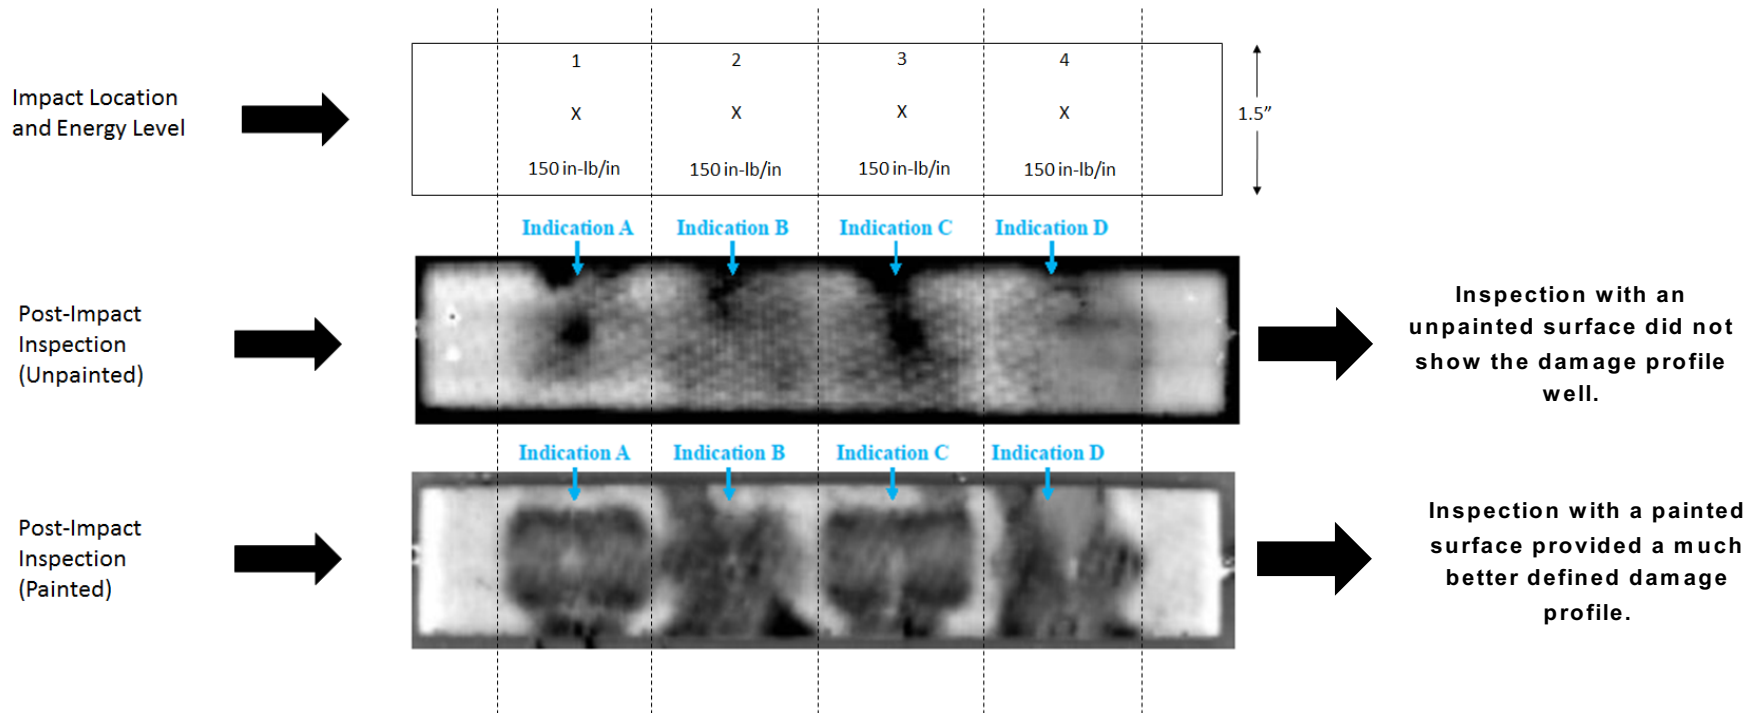 1 2 3 4
Impact Location
and Energy Level
X X X X
1.5”
150 in-lb/in 150 in-lb/in 150 in-lb/in 150 in-lb/in
Indication A Indication B Indication C Indication D
Post-Impact
Inspection
(Unpainted)
Inspection with an
unpainted surface did not
show the damage profile
well.
Indication A Indication B Indication C Indication D
Post-Impact
Inspection
(Painted)
Inspection with a painted
surface provided a much
better defined damage
profile.